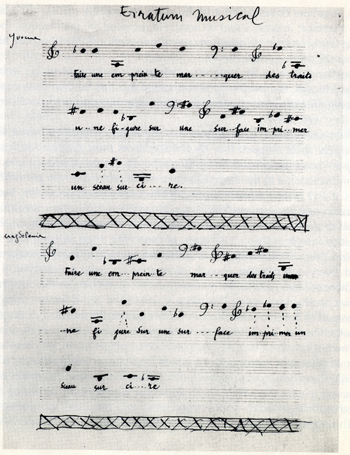 Erratum Musical
Yvonne
faire une em prein te mar - - - - quer des traits
u - ne fi - gure sur une sur - face im - pri - mer
un sceau sur ci - - re.
Magdeleine
faire une em - - prein - te mar - - quer des traits une
- ne fi gure sur une sur - - - - face im pri mer un
sceau sur ci - re